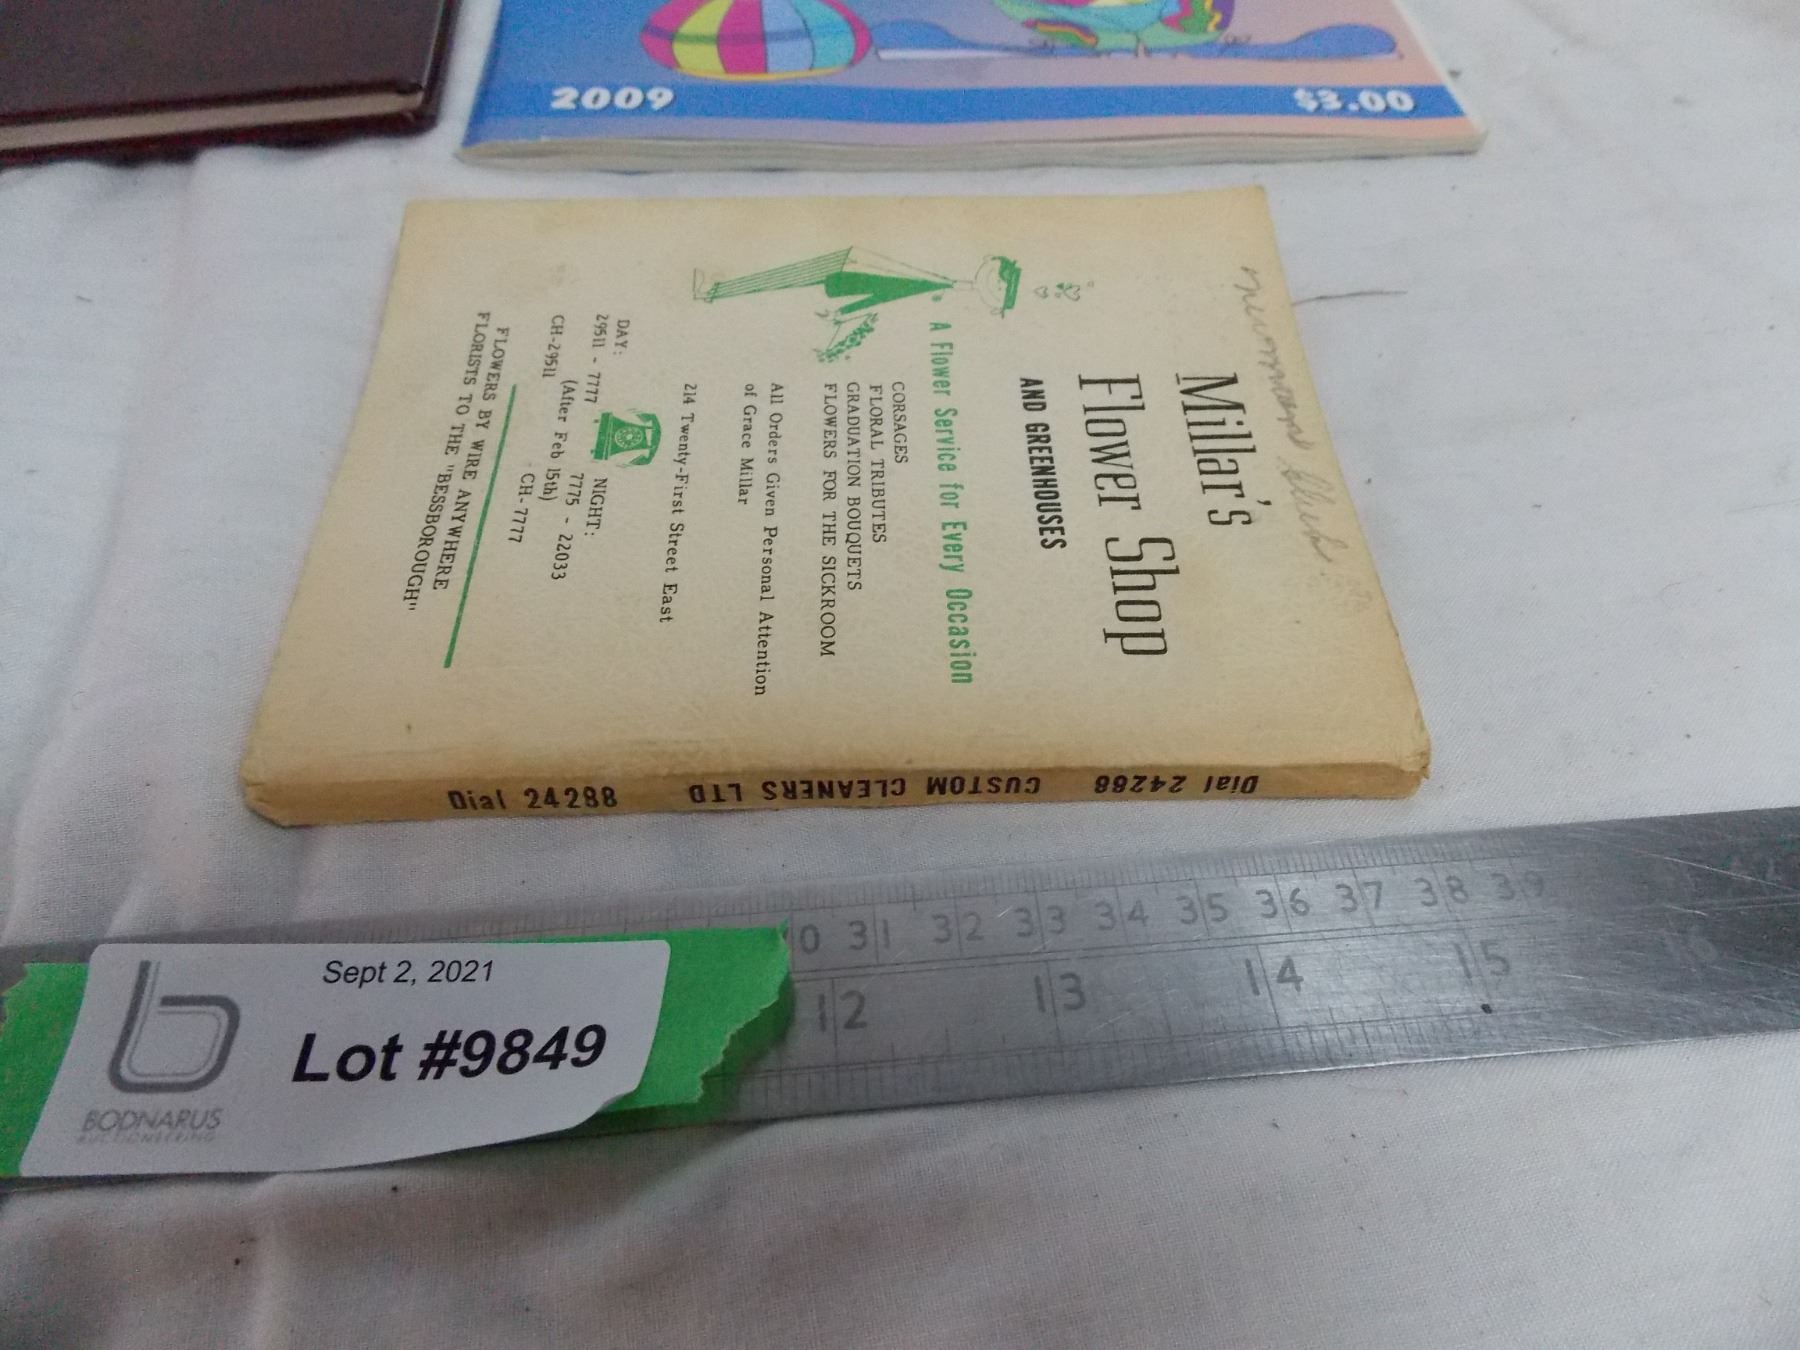 2009
$3.00
Millar's
Flower Shop
AND GREENHOUSES
A Flower Service for Every Occasion
CORSAGES
FLORAL TRIBUTES
GRADUATION BOUQUETS
FLOWERS FOR THE SICKROOM
All Orders Given Personal Attention
of Grace Millar
214 Twenty-First Street East
DAY:
29511 - 7777
NIGHT:
7775 - 22033
(After Feb 15th)
CH-29511
CH-7777
FLOWERS BY WIRE ANYWHERE
FLORISTS TO THE "BESSBOROUGH"
Dial 24288
CUSTOM CLEANERS LTD
Dial 24288
0 31 32 33 34 35 36 37 38 39
12 13 14 15 16
Sept 2, 2021
Lot #9849
BODNARUS
AUCTIONEERING